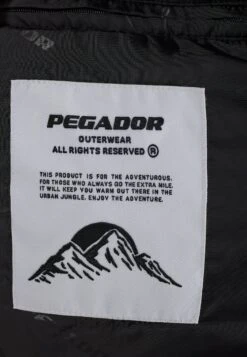 PEGADOR
OUTERWEAR
ALL RIGHTS RESERVED ®
THIS PRODUCT IS FOR THE ADVENTUROUS.
FOR THOSE WHO ALWAYS GO THE EXTRA MILE.
IT WILL KEEP YOU WARM OUT THERE IN THE
URBAN JUNGLE. ENJOY THE ADVENTURE.